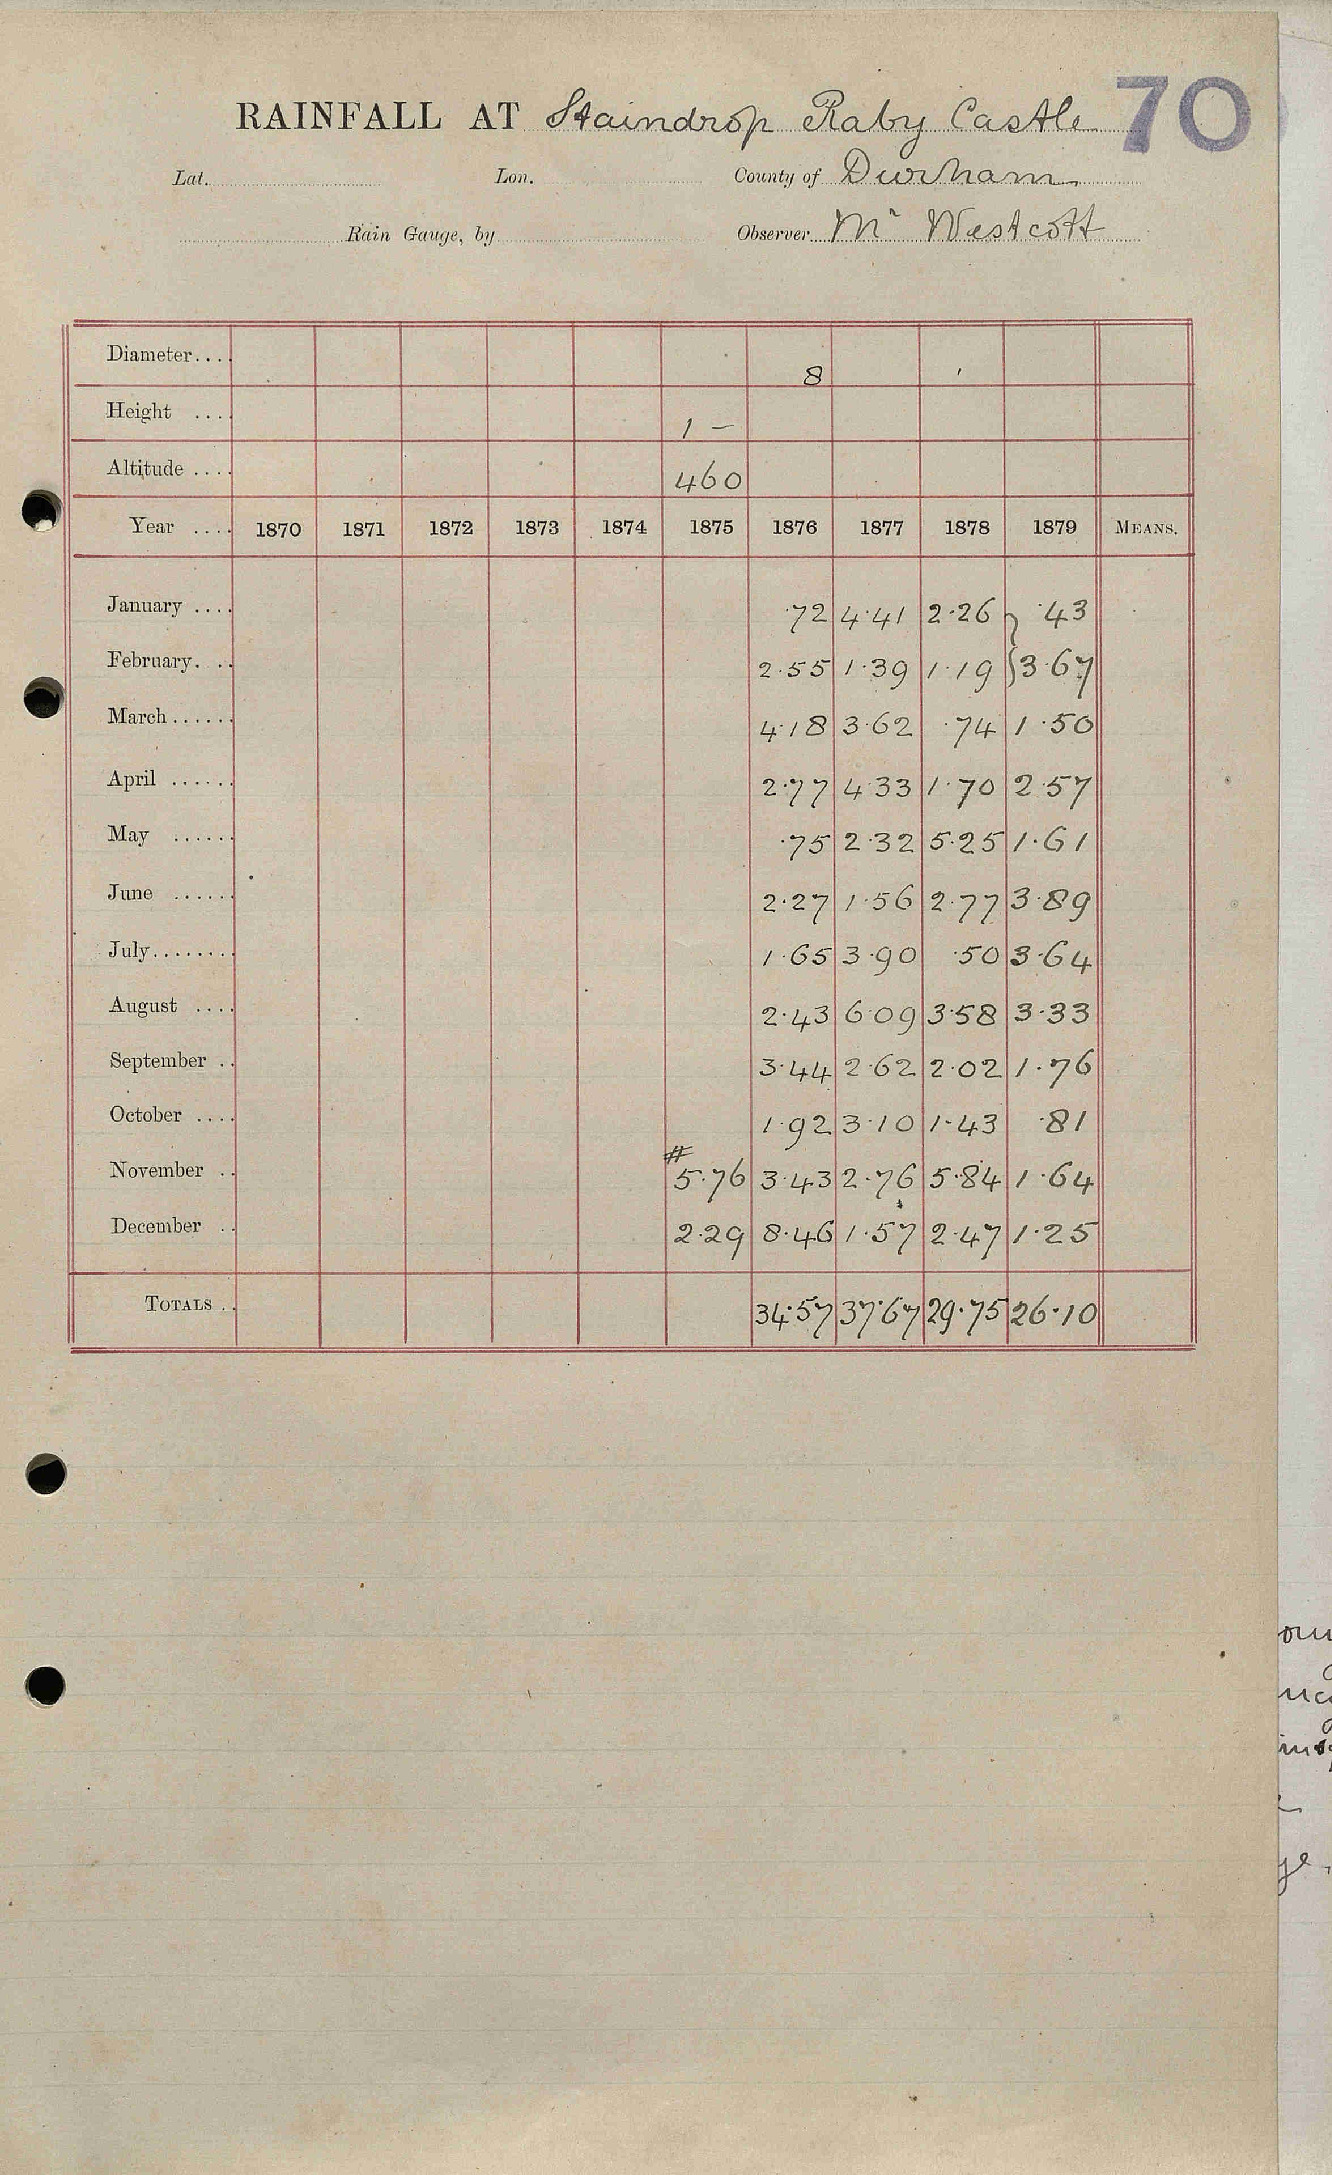 RAINFALL AT Staindrop Raby Castle 70
Lat. Lon. County of Durham
Rain Gauge, by Observer Mr Westcott
Diameter.... 8
Height .... 1 -
Altitude .... 460
Year .... 1870 1871 1872 1873 1874 1875 1876 1877 1878 1879 MEANS.
January .... ·72 4·41 2·26 ·43
February. .. 2·55 1·39 1·19 3·67
March...... 4·18 3·62 ·74 1·50
April ...... 2·77 4·33 1·70 2·57
May ...... ·75 2·32 5·25 1·61
June ...... 2·27 1·56 2·77 3·89
July........ 1·65 3·90 ·50 3·64
August .... 2·43 6·09 3·58 3·33
September .. 3·44 2·62 2·02 1·76
October .... 1·92 3·10 1·43 ·81
November .. # 5·76 3·43 2·76 5·84 1·64
December .. 2·29 8·46 1·57 2·47 1·25
TOTALS .. 34·57 37·67 29·75 26·10